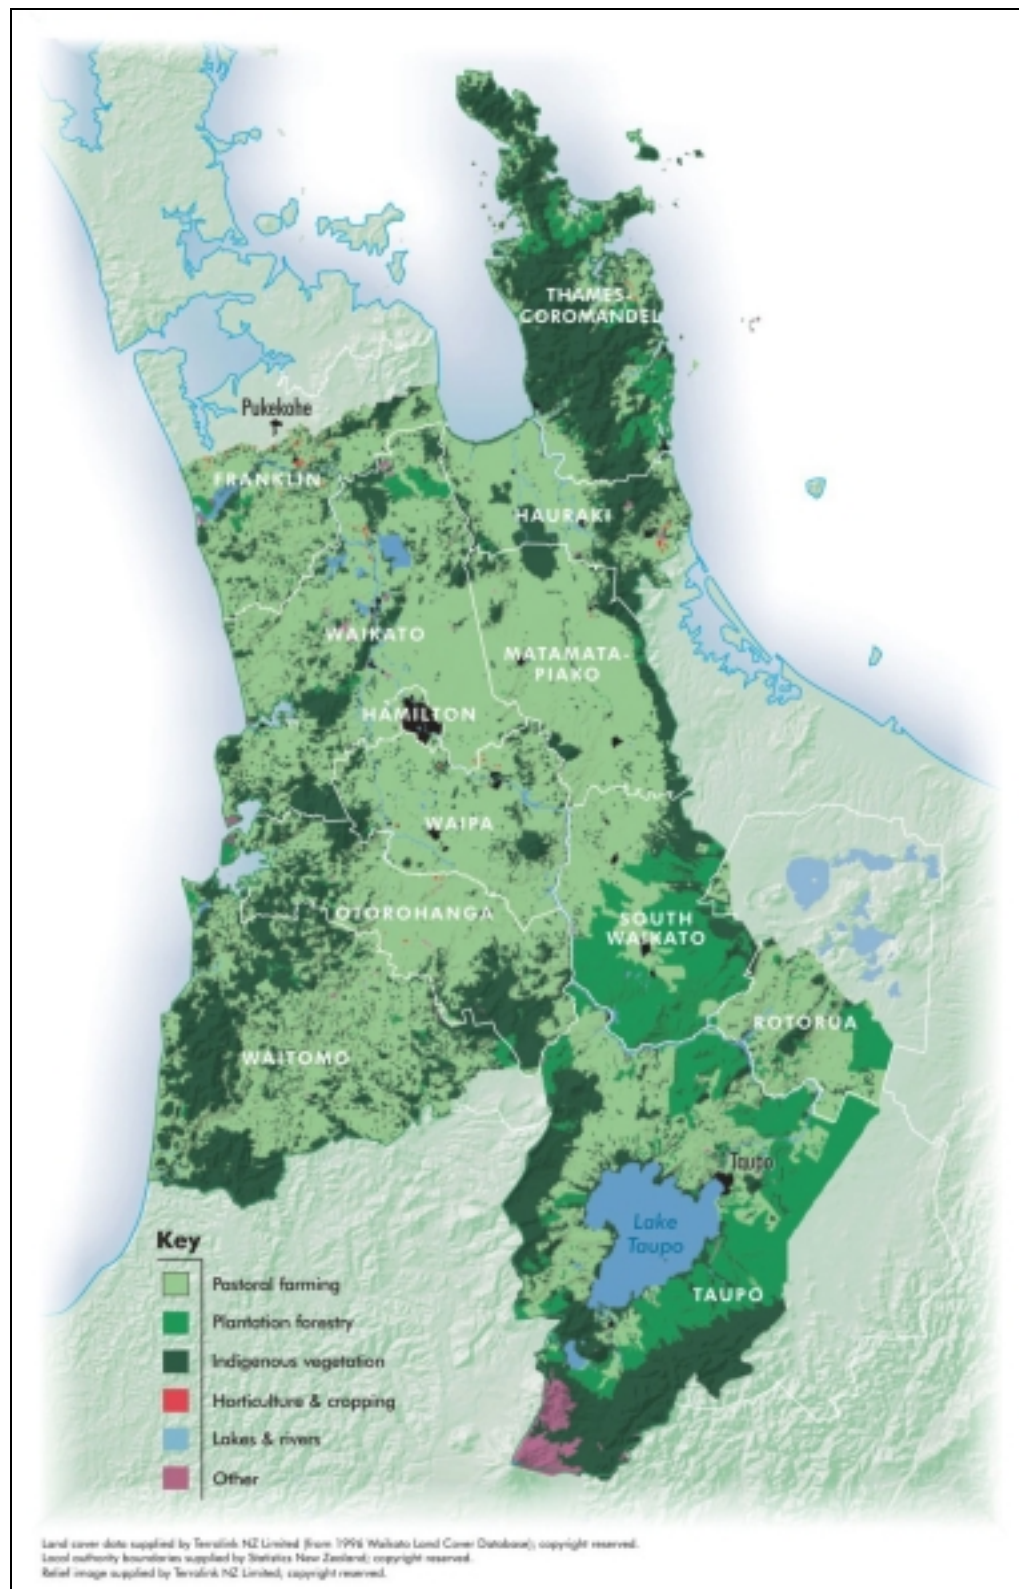 THAMES-
COROMANDEL
Pukekohe
FRANKLIN
HAURAKI
WAIKATO
MATAMATA-
PIAKO
HAMILTON
WAIPA
OTOROHANGA
SOUTH
WAIKATO
ROTORUA
WAITOMO
Taupo
Lake
Taupo
TAUPO
Key
Pastoral farming
Plantation forestry
Indigenous vegetation
Horticulture & cropping
Lakes & rivers
Other
Land cover data supplied by Terralink NZ Limited (from 1996 Waikato Land Cover Database); copyright reserved.
Local authority boundaries supplied by Statistics New Zealand; copyright reserved.
Relief image supplied by Terralink NZ Limited; copyright reserved.